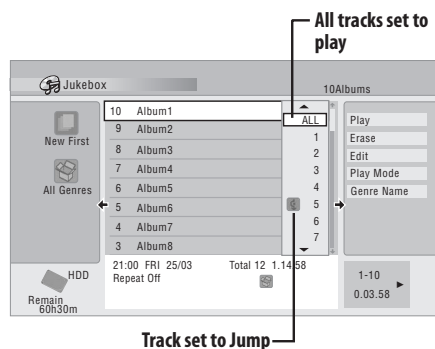 All tracks set to
play
Jukebox
10Albums
New First
All Genres
10 Album1
9 Album2
8 Album3
7 Album4
6 Album5
5 Album6
4 Album7
3 Album8
ALL
1
2
3
4
5
6
7
Play
Erase
Edit
Play Mode
Genre Name
HDD
Remain
60h30m
21:00 FRI 25/03 Total 12 1.14.58
Repeat Off
1-10
0.03.58
Track set to Jump